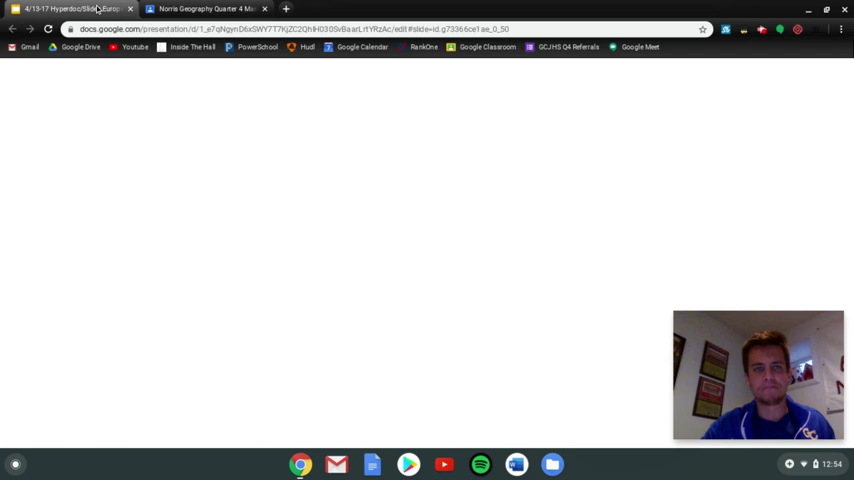 4/13-17 Hyperdoc/Slide Europ
Norris Geography Quarter 4 Mas
docs.google.com/presentation/d/1_e7qNgynD6xSWY7T7KjZC2QhIH030SvBaarLrtYRzAc/edit#slide=id.g73366ce1ae_0_50
Gmail Google Drive Youtube Inside The Hall PowerSchool Hudl Google Calendar RankOne Google Classroom GCJHS Q4 Referrals Google Meet
12:54